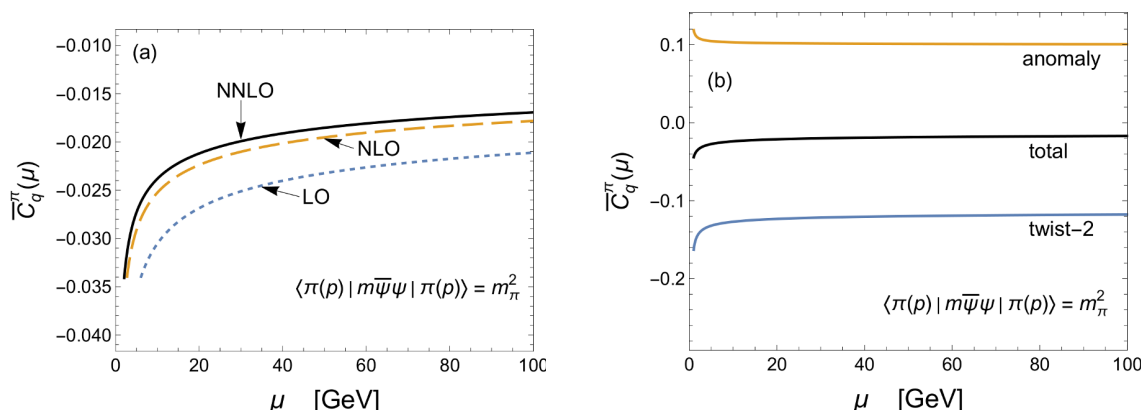 (a)
−0.010
−0.015
−0.020
−0.025
−0.030
−0.035
−0.040
C̅_q^π(μ)
NNLO
NLO
LO
⟨π(p) | mψ̅ψ | π(p)⟩ = m_π^2
0 20 40 60 80 100
μ [GeV]
(b)
0.1
0.0
−0.1
−0.2
C̅_q^π(μ)
anomaly
total
twist−2
⟨π(p) | mψ̅ψ | π(p)⟩ = m_π^2
0 20 40 60 80 100
μ [GeV]